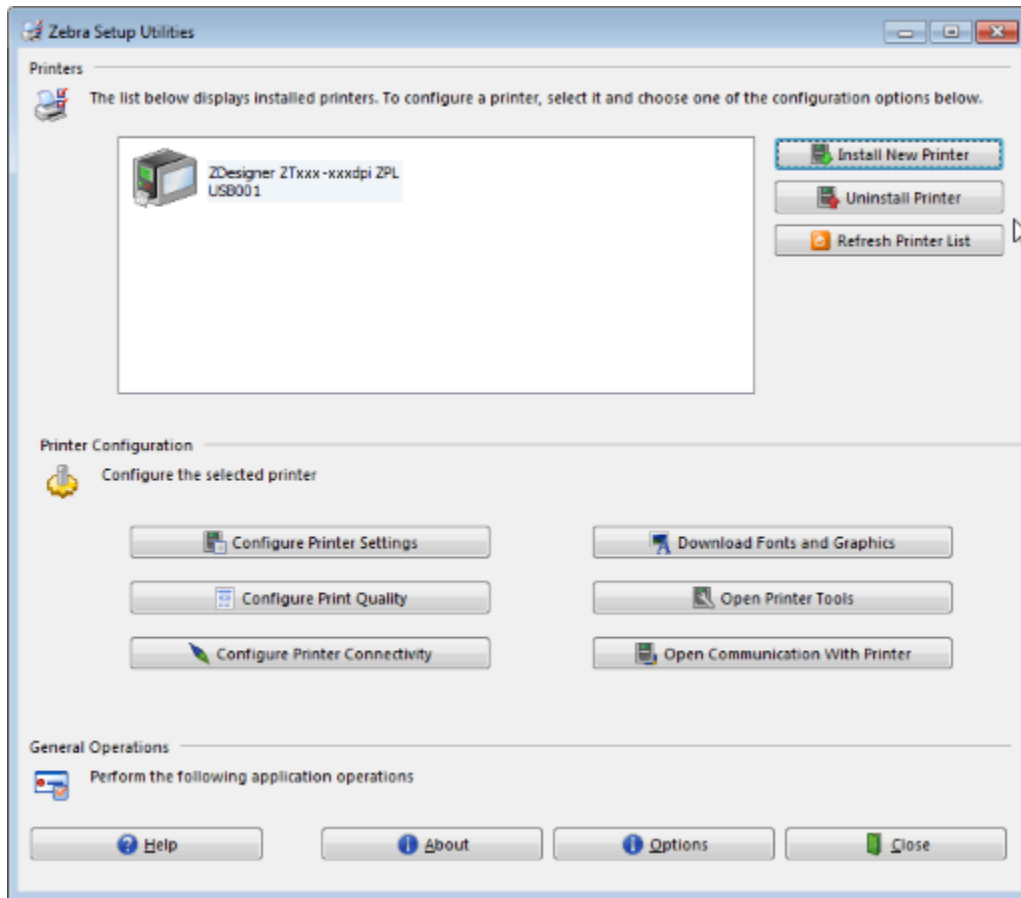 Zebra Setup Utilities
Printers
The list below displays installed printers. To configure a printer, select it and choose one of the configuration options below.
ZDesigner ZTxxx-xxxdpi ZPL
USB001
Install New Printer
Uninstall Printer
Refresh Printer List
Printer Configuration
Configure the selected printer
Configure Printer Settings
Download Fonts and Graphics
Configure Print Quality
Open Printer Tools
Configure Printer Connectivity
Open Communication With Printer
General Operations
Perform the following application operations
Help
About
Options
Close